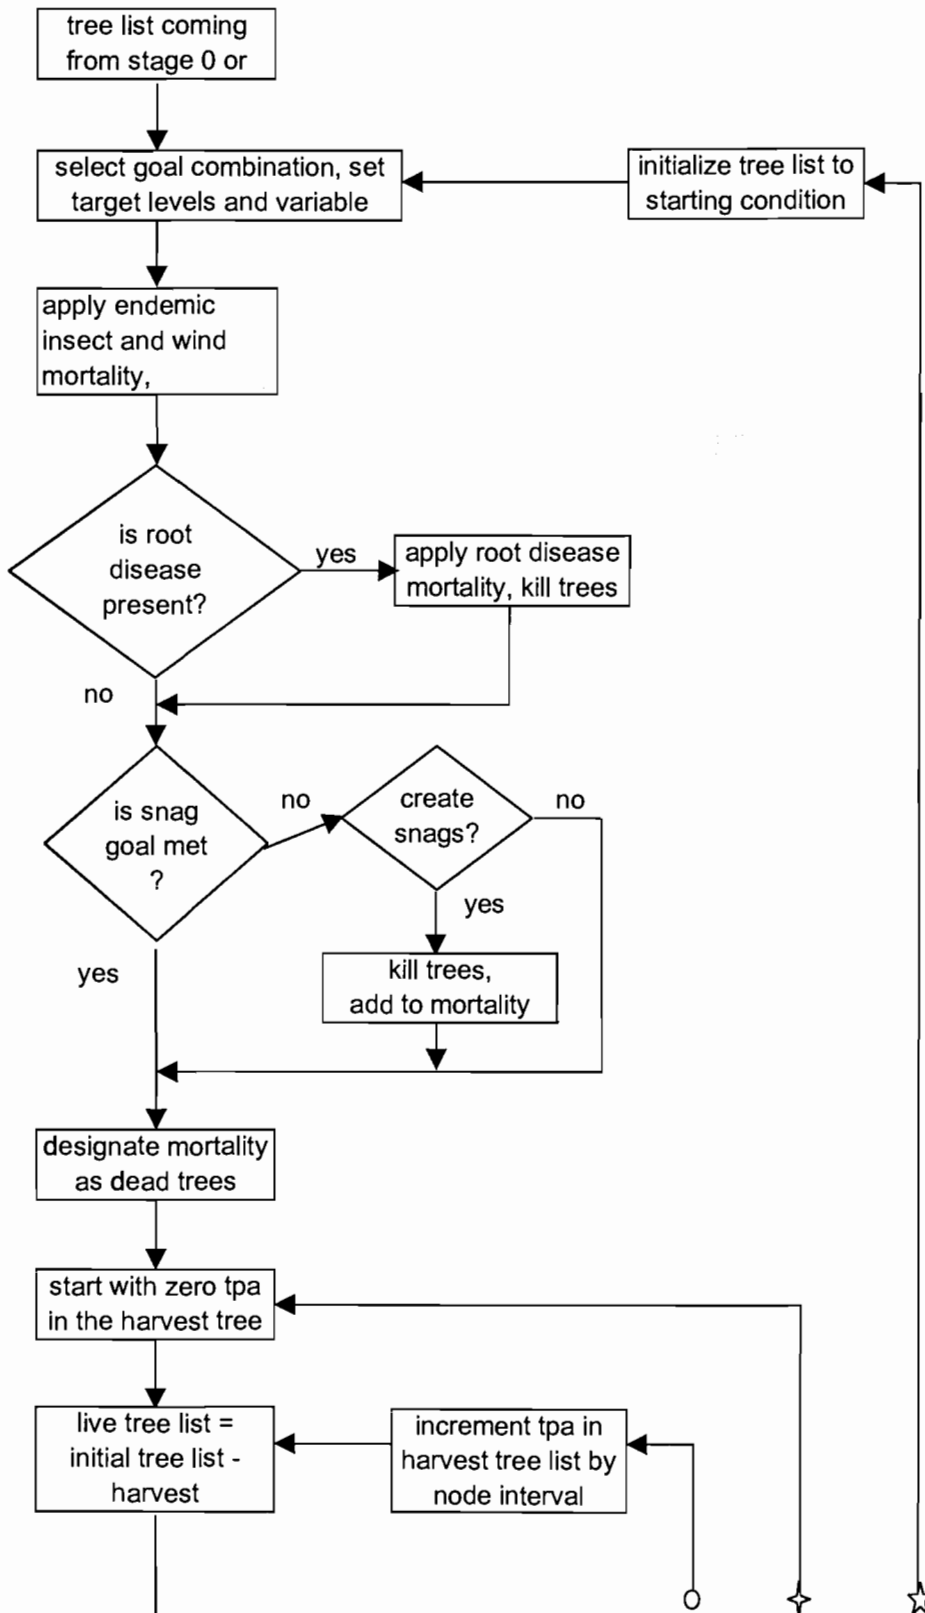 tree list coming
from stage 0 or
select goal combination, set
target levels and variable
initialize tree list to
starting condition
apply endemic
insect and wind
mortality,
is root
disease
present?
yes
apply root disease
mortality, kill trees
no
is snag
goal met
?
no
create
snags?
no
yes
kill trees,
add to mortality
yes
designate mortality
as dead trees
start with zero tpa
in the harvest tree
live tree list =
initial tree list -
harvest
increment tpa in
harvest tree list by
node interval